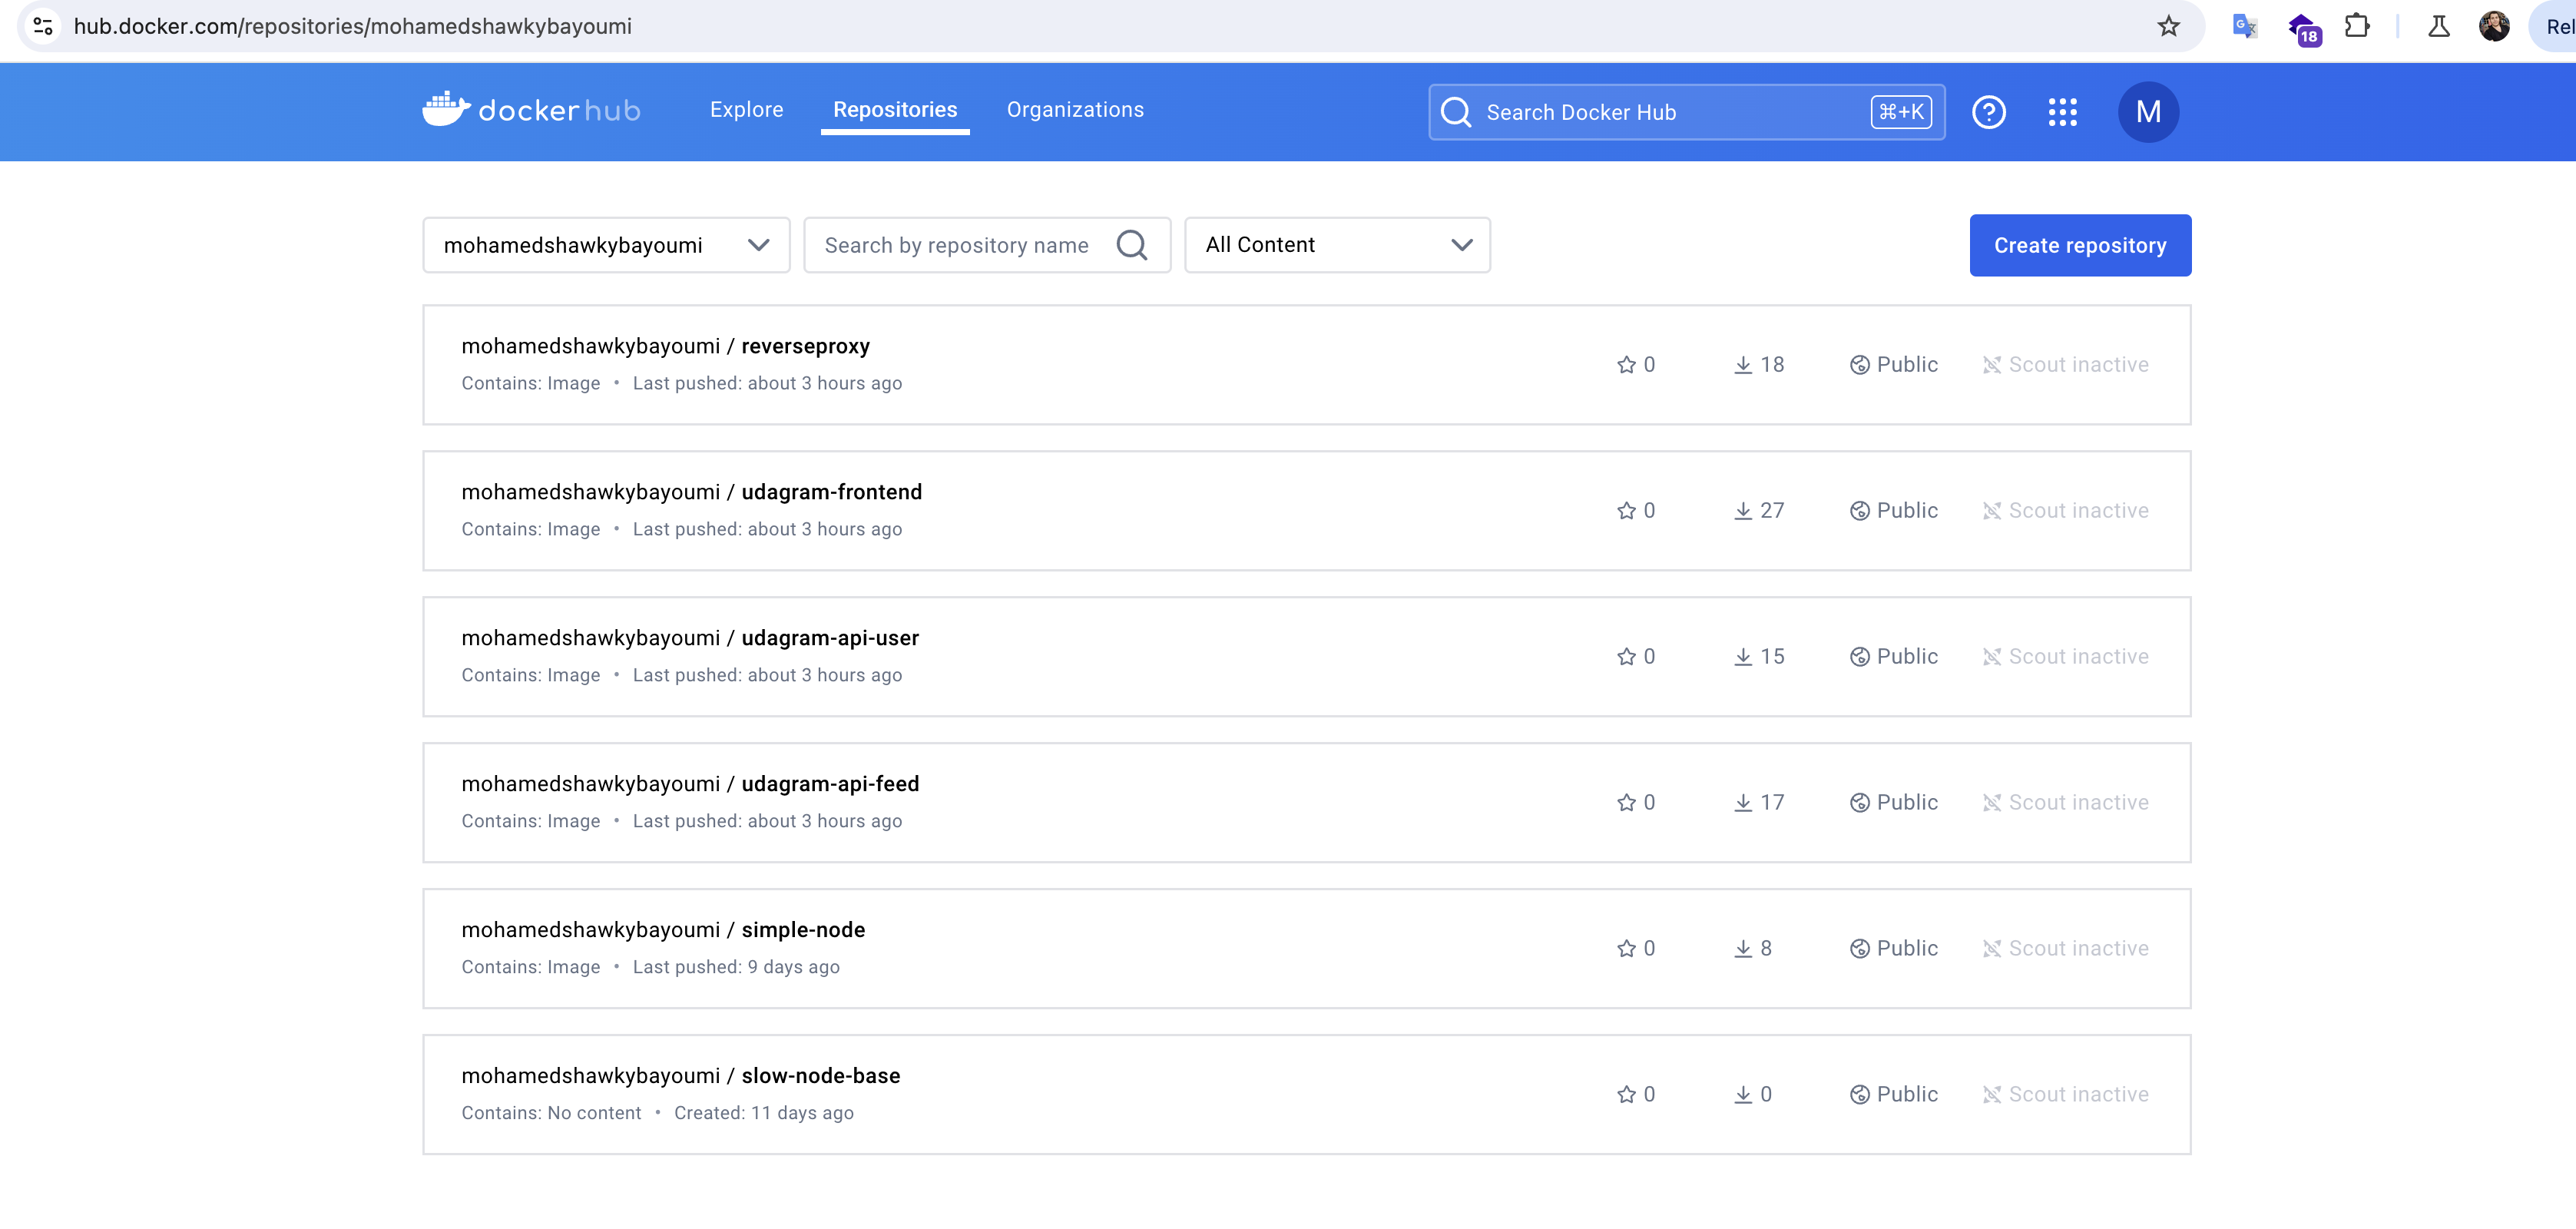 hub.docker.com/repositories/mohamedshawkybayoumi
18
Rel
dockerhub
Explore
Repositories
Organizations
Search Docker Hub
⌘+K
M
mohamedshawkybayoumi
Search by repository name
All Content
Create repository
mohamedshawkybayoumi / reverseproxy
Contains: Image • Last pushed: about 3 hours ago
0
18
Public
Scout inactive
mohamedshawkybayoumi / udagram-frontend
Contains: Image • Last pushed: about 3 hours ago
0
27
Public
Scout inactive
mohamedshawkybayoumi / udagram-api-user
Contains: Image • Last pushed: about 3 hours ago
0
15
Public
Scout inactive
mohamedshawkybayoumi / udagram-api-feed
Contains: Image • Last pushed: about 3 hours ago
0
17
Public
Scout inactive
mohamedshawkybayoumi / simple-node
Contains: Image • Last pushed: 9 days ago
0
8
Public
Scout inactive
mohamedshawkybayoumi / slow-node-base
Contains: No content • Created: 11 days ago
0
0
Public
Scout inactive